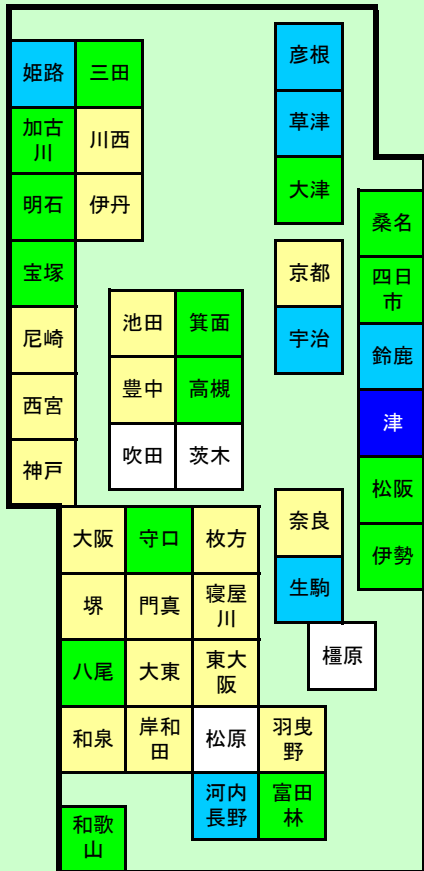 姫路
三田
加古
川
川西
明石
伊丹
宝塚
尼崎
西宮
神戸
池田
箕面
豊中
高槻
吹田
茨木
彦根
草津
大津
京都
宇治
桑名
四日
市
鈴鹿
津
松阪
伊勢
奈良
生駒
橿原
大阪
守口
枚方
堺
門真
寝屋
川
八尾
大東
東大
阪
和泉
岸和
田
松原
羽曳
野
河内
長野
富田
林
和歌
山